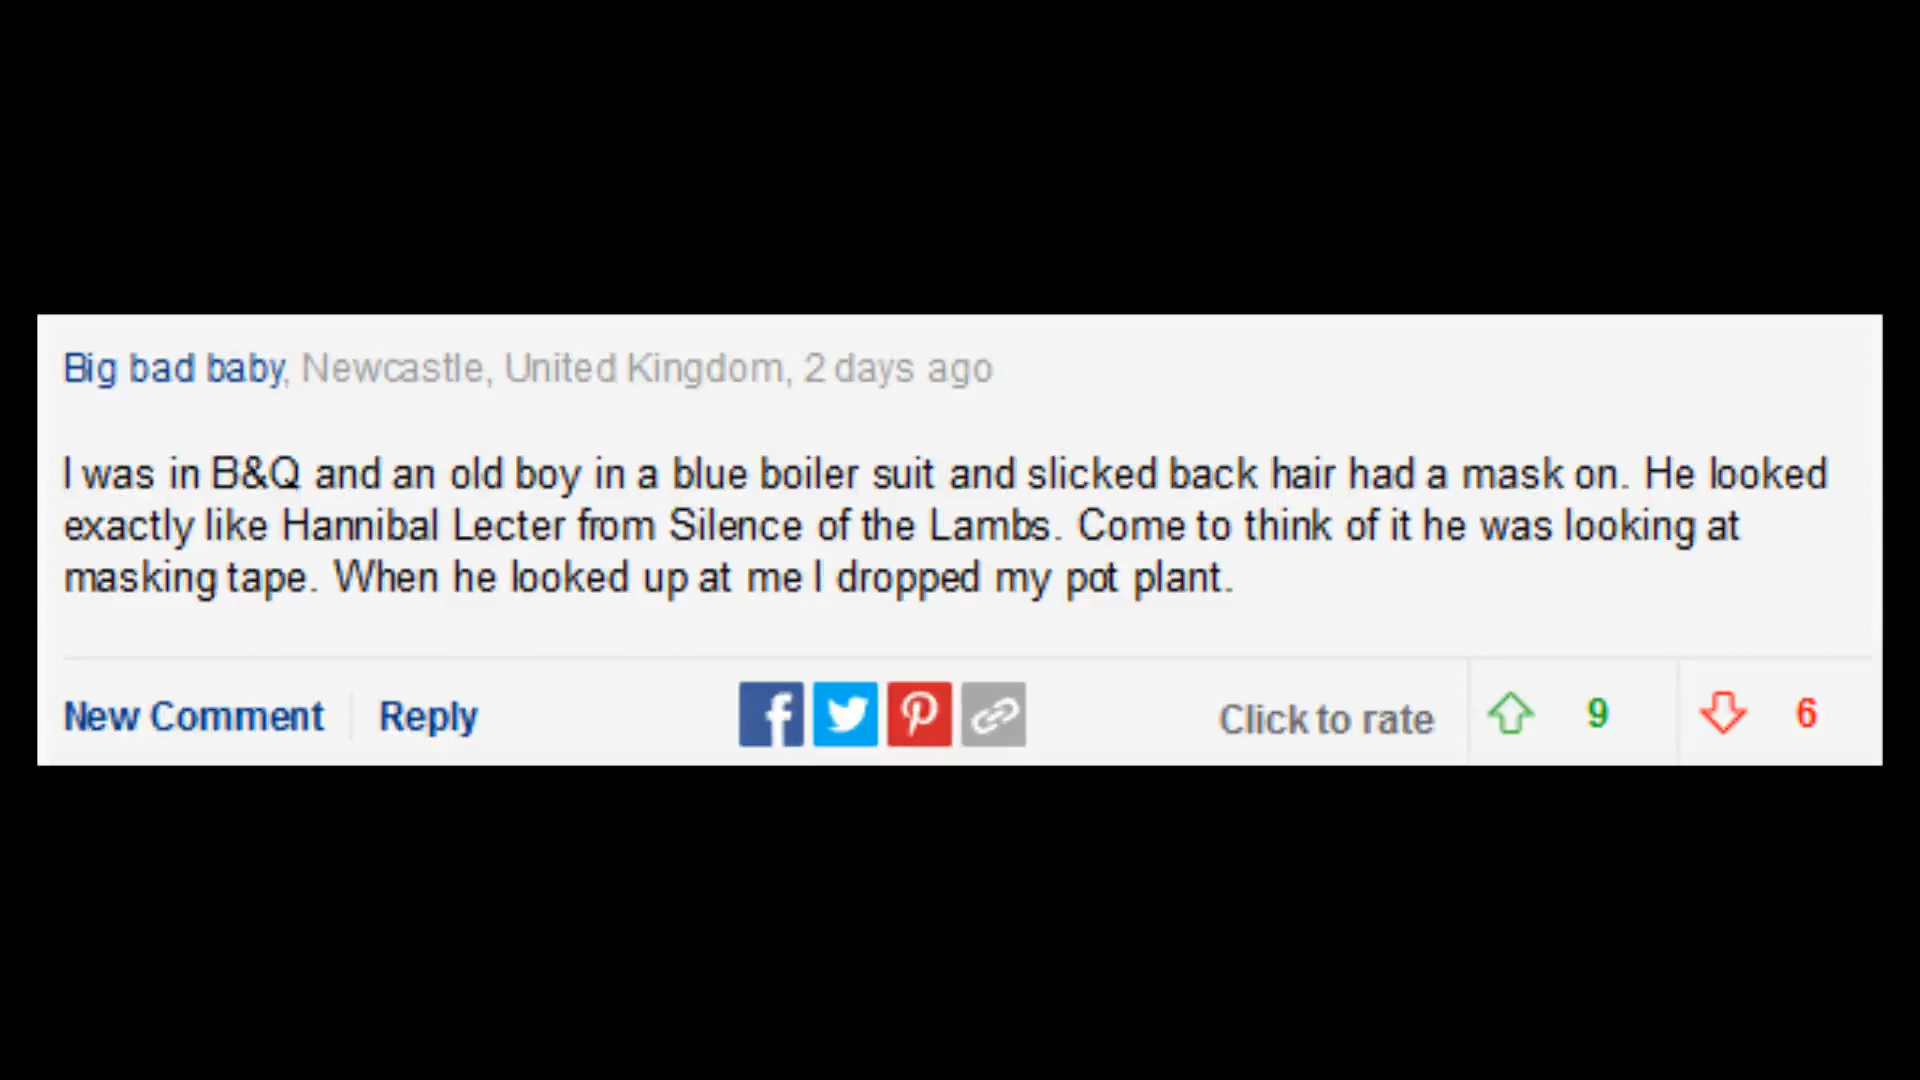 Big bad baby, Newcastle, United Kingdom, 2 days ago
I was in B&Q and an old boy in a blue boiler suit and slicked back hair had a mask on. He looked
exactly like Hannibal Lecter from Silence of the Lambs. Come to think of it he was looking at
masking tape. When he looked up at me I dropped my pot plant.
New Comment Reply Click to rate 9 6